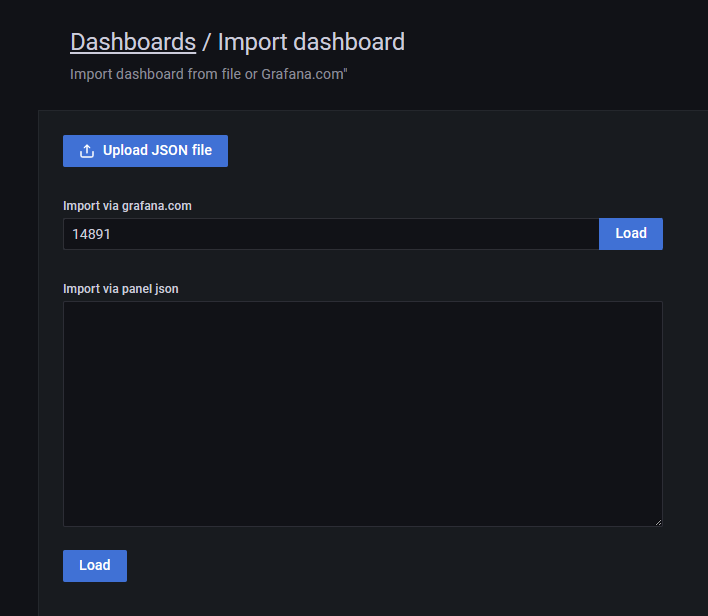 Dashboards / Import dashboard
Import dashboard from file or Grafana.com"
Upload JSON file
Import via grafana.com
14891
Load
Import via panel json
Load